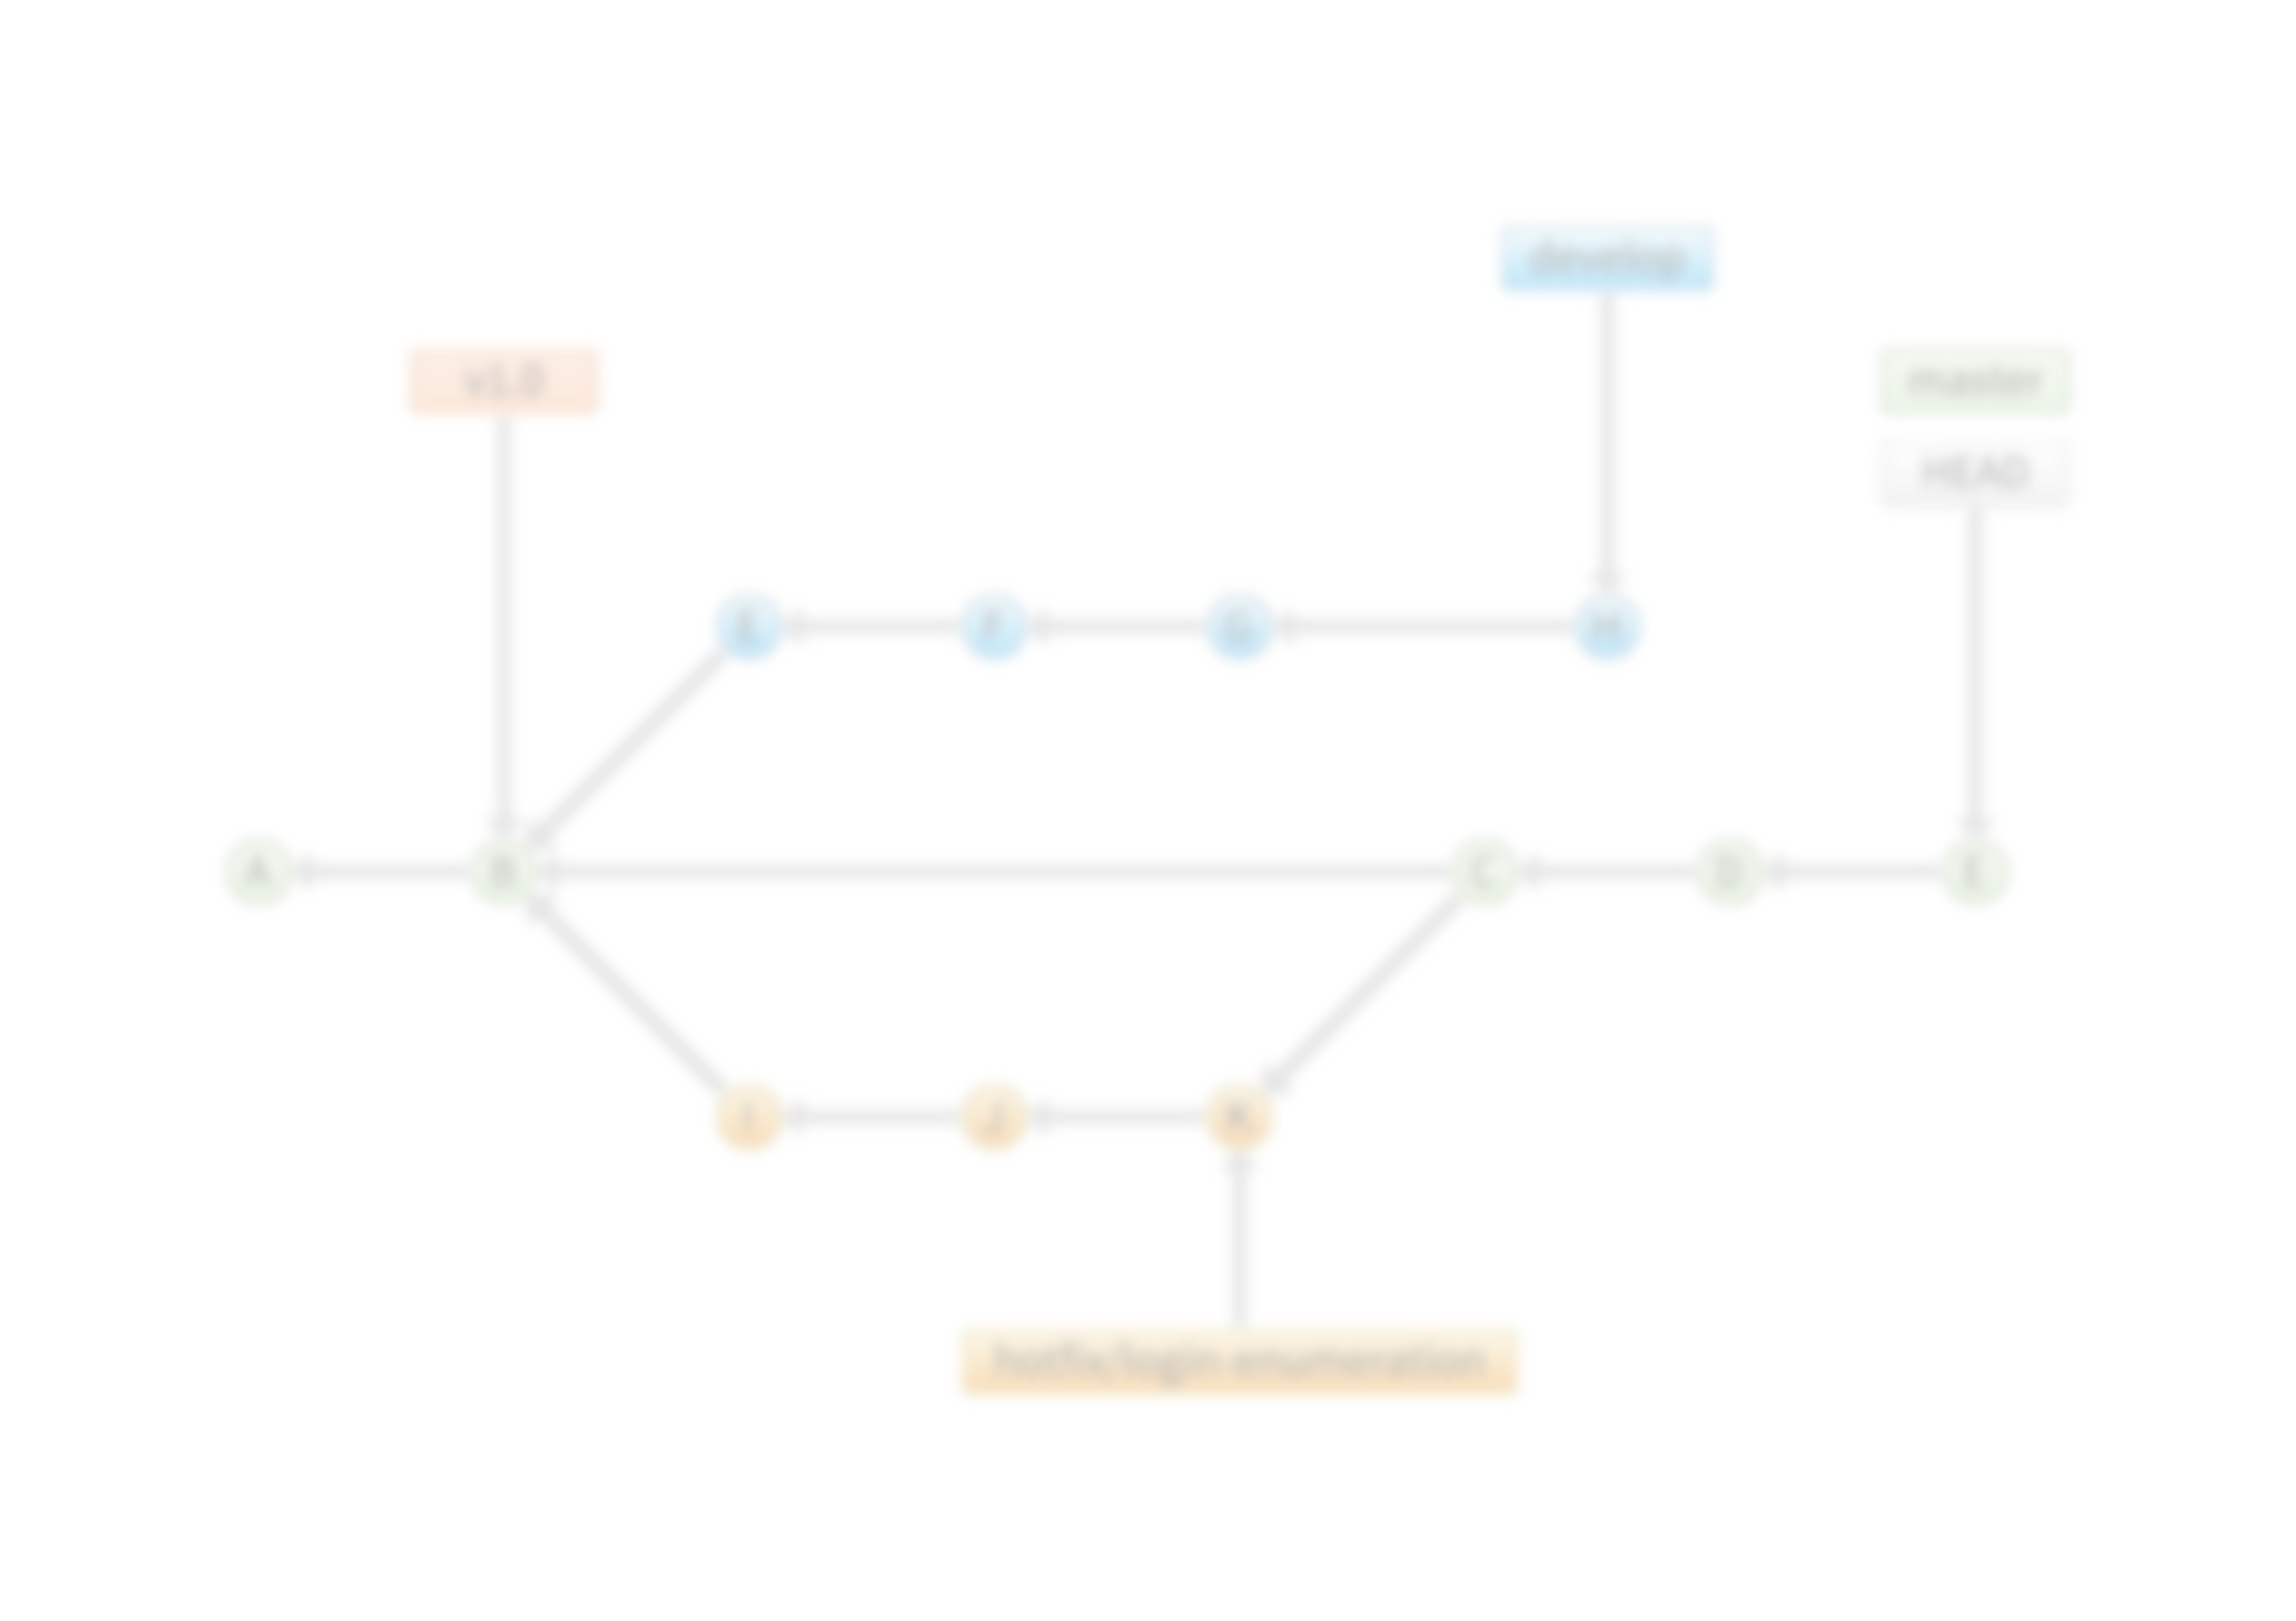 develop
v1.0
master
HEAD
E F G H
A B C D E
I J K
hotfix/login-enumeration